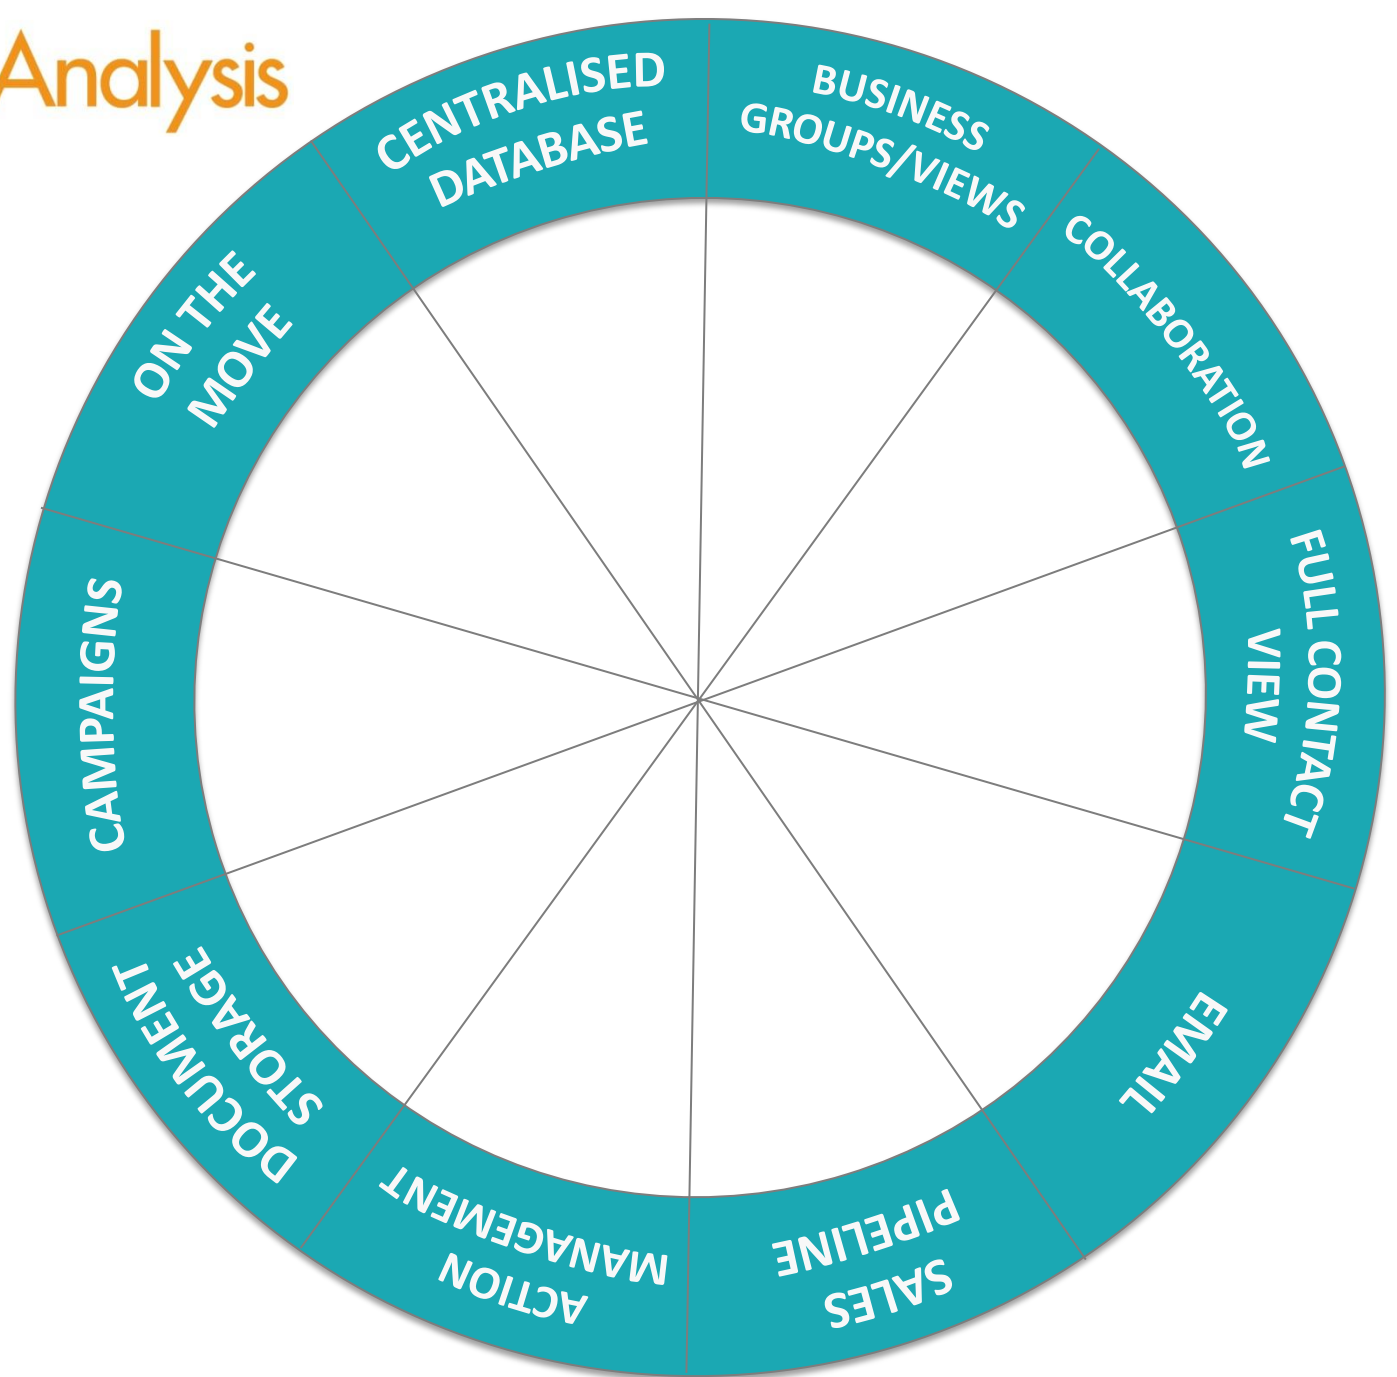 Analysis
CENTRALISED
DATABASE
BUSINESS
GROUPS/VIEWS
COLLABORATION
FULL CONTACT
VIEW
EMAIL
SALES
PIPELINE
ACTION
MANAGEMENT
DOCUMENT
STORAGE
CAMPAIGNS
ON THE
MOVE